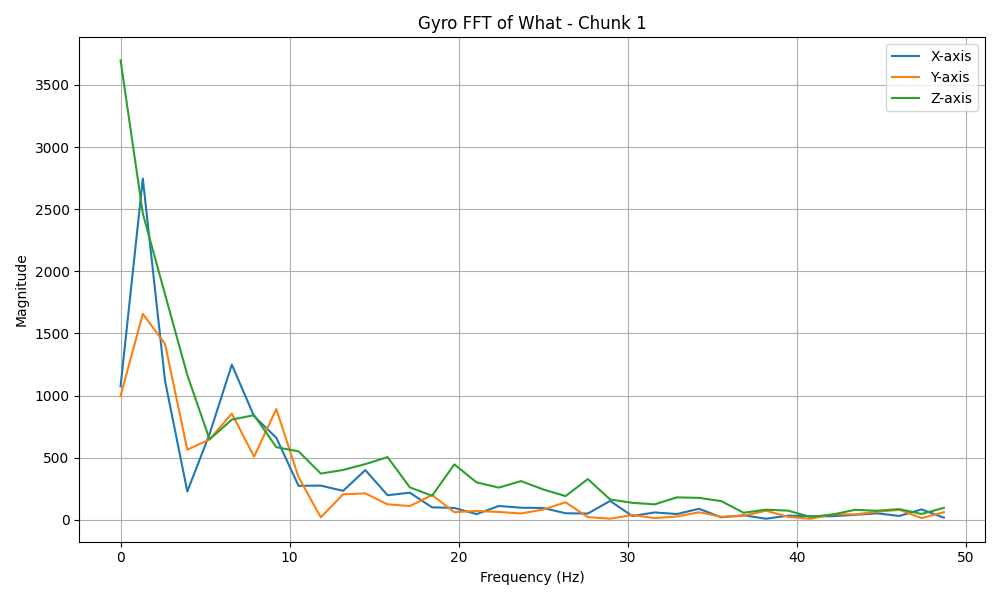 Gyro FFT of What - Chunk 1
X-axis
Y-axis
Z-axis
Magnitude
3500
3000
2500
2000
1500
1000
500
0
0 10 20 30 40 50
Frequency (Hz)